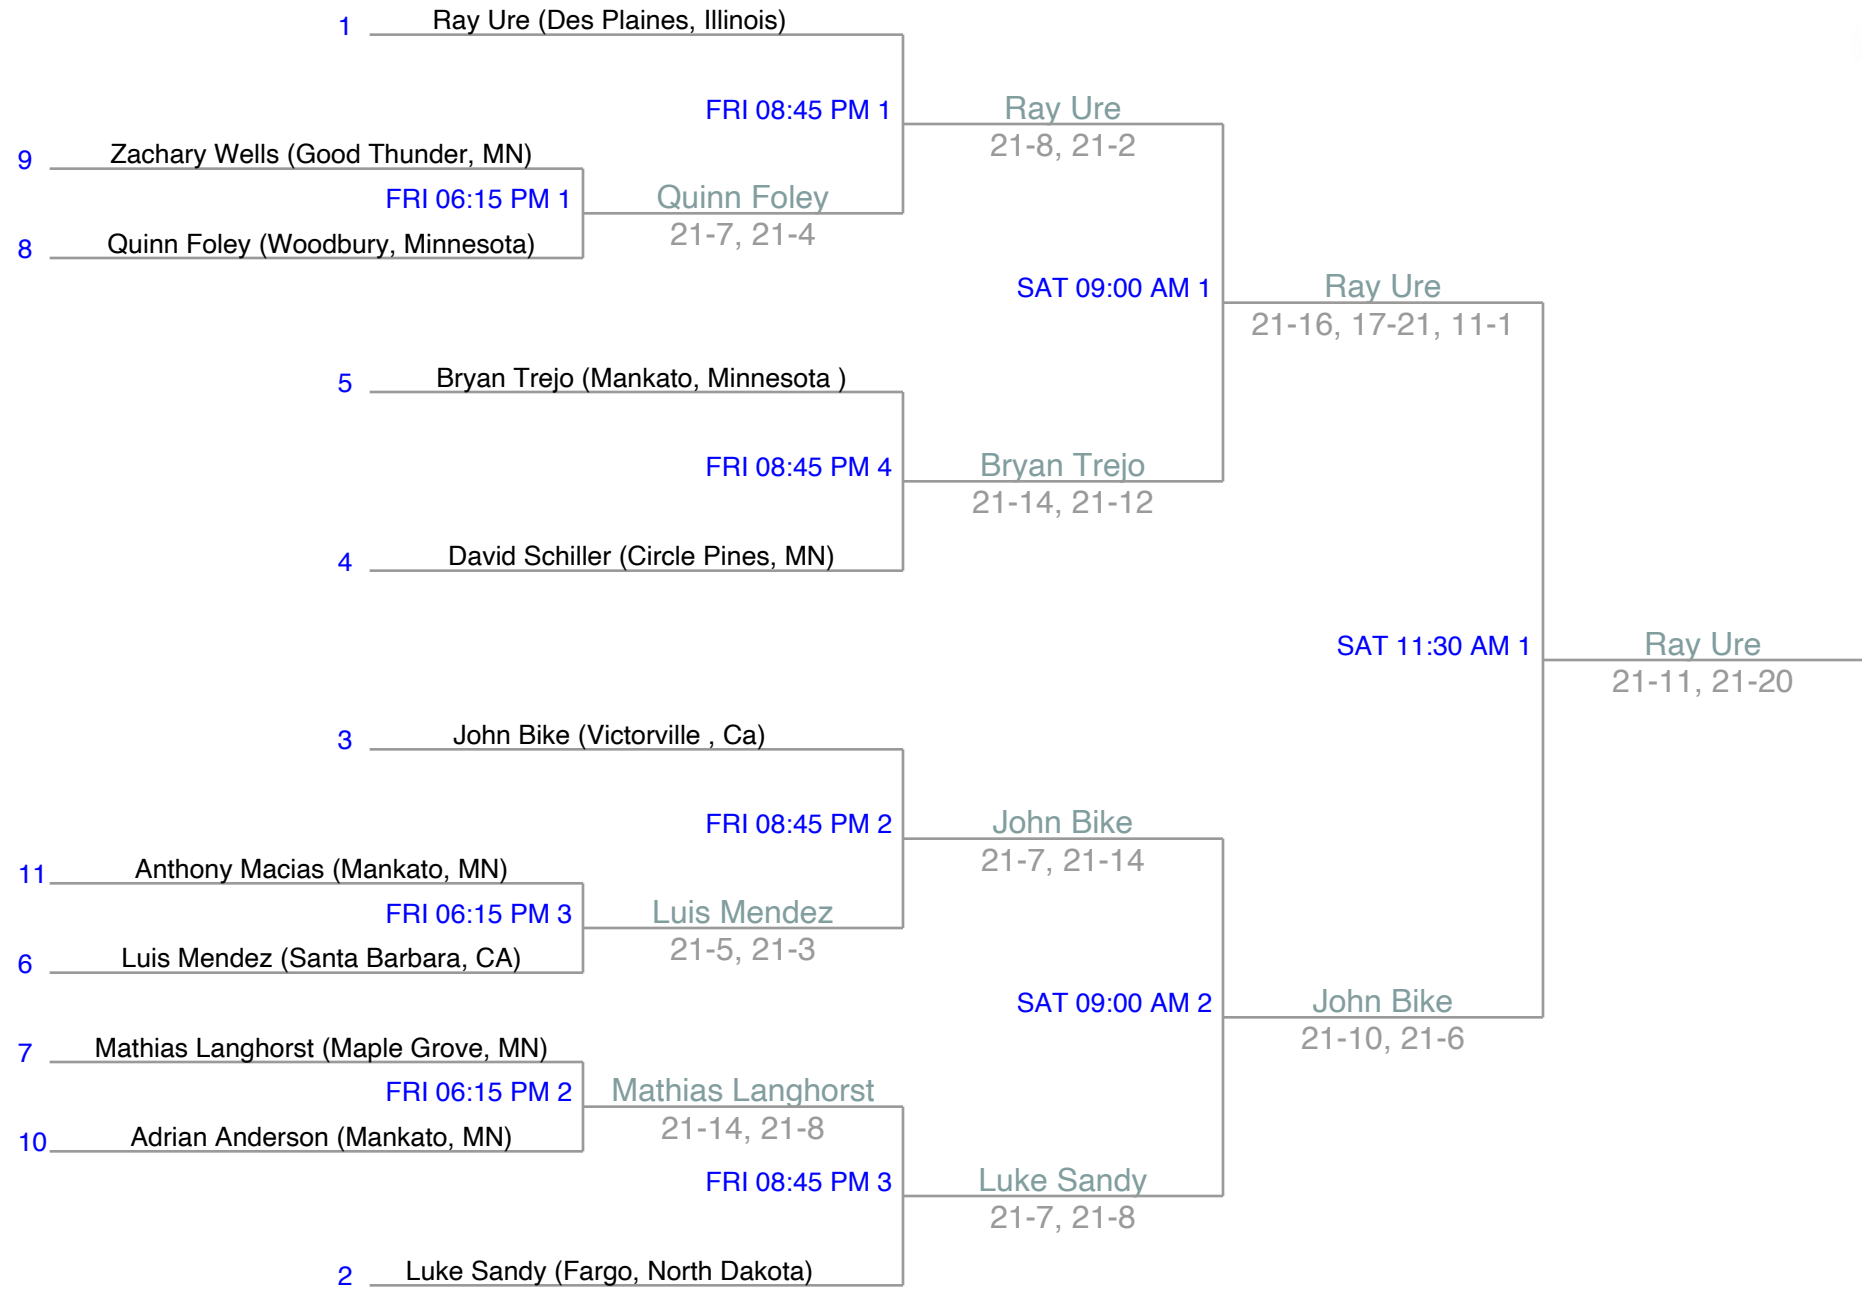 1 Ray Ure (Des Plaines, Illinois)
FRI 08:45 PM 1 Ray Ure
21-8, 21-2
9 Zachary Wells (Good Thunder, MN)
FRI 06:15 PM 1 Quinn Foley
21-7, 21-4
8 Quinn Foley (Woodbury, Minnesota)
SAT 09:00 AM 1 Ray Ure
21-16, 17-21, 11-1
5 Bryan Trejo (Mankato, Minnesota )
FRI 08:45 PM 4 Bryan Trejo
21-14, 21-12
4 David Schiller (Circle Pines, MN)
SAT 11:30 AM 1 Ray Ure
21-11, 21-20
3 John Bike (Victorville , Ca)
FRI 08:45 PM 2 John Bike
21-7, 21-14
11 Anthony Macias (Mankato, MN)
FRI 06:15 PM 3 Luis Mendez
21-5, 21-3
6 Luis Mendez (Santa Barbara, CA)
SAT 09:00 AM 2 John Bike
21-10, 21-6
7 Mathias Langhorst (Maple Grove, MN)
FRI 06:15 PM 2 Mathias Langhorst
21-14, 21-8
10 Adrian Anderson (Mankato, MN)
FRI 08:45 PM 3 Luke Sandy
21-7, 21-8
2 Luke Sandy (Fargo, North Dakota)